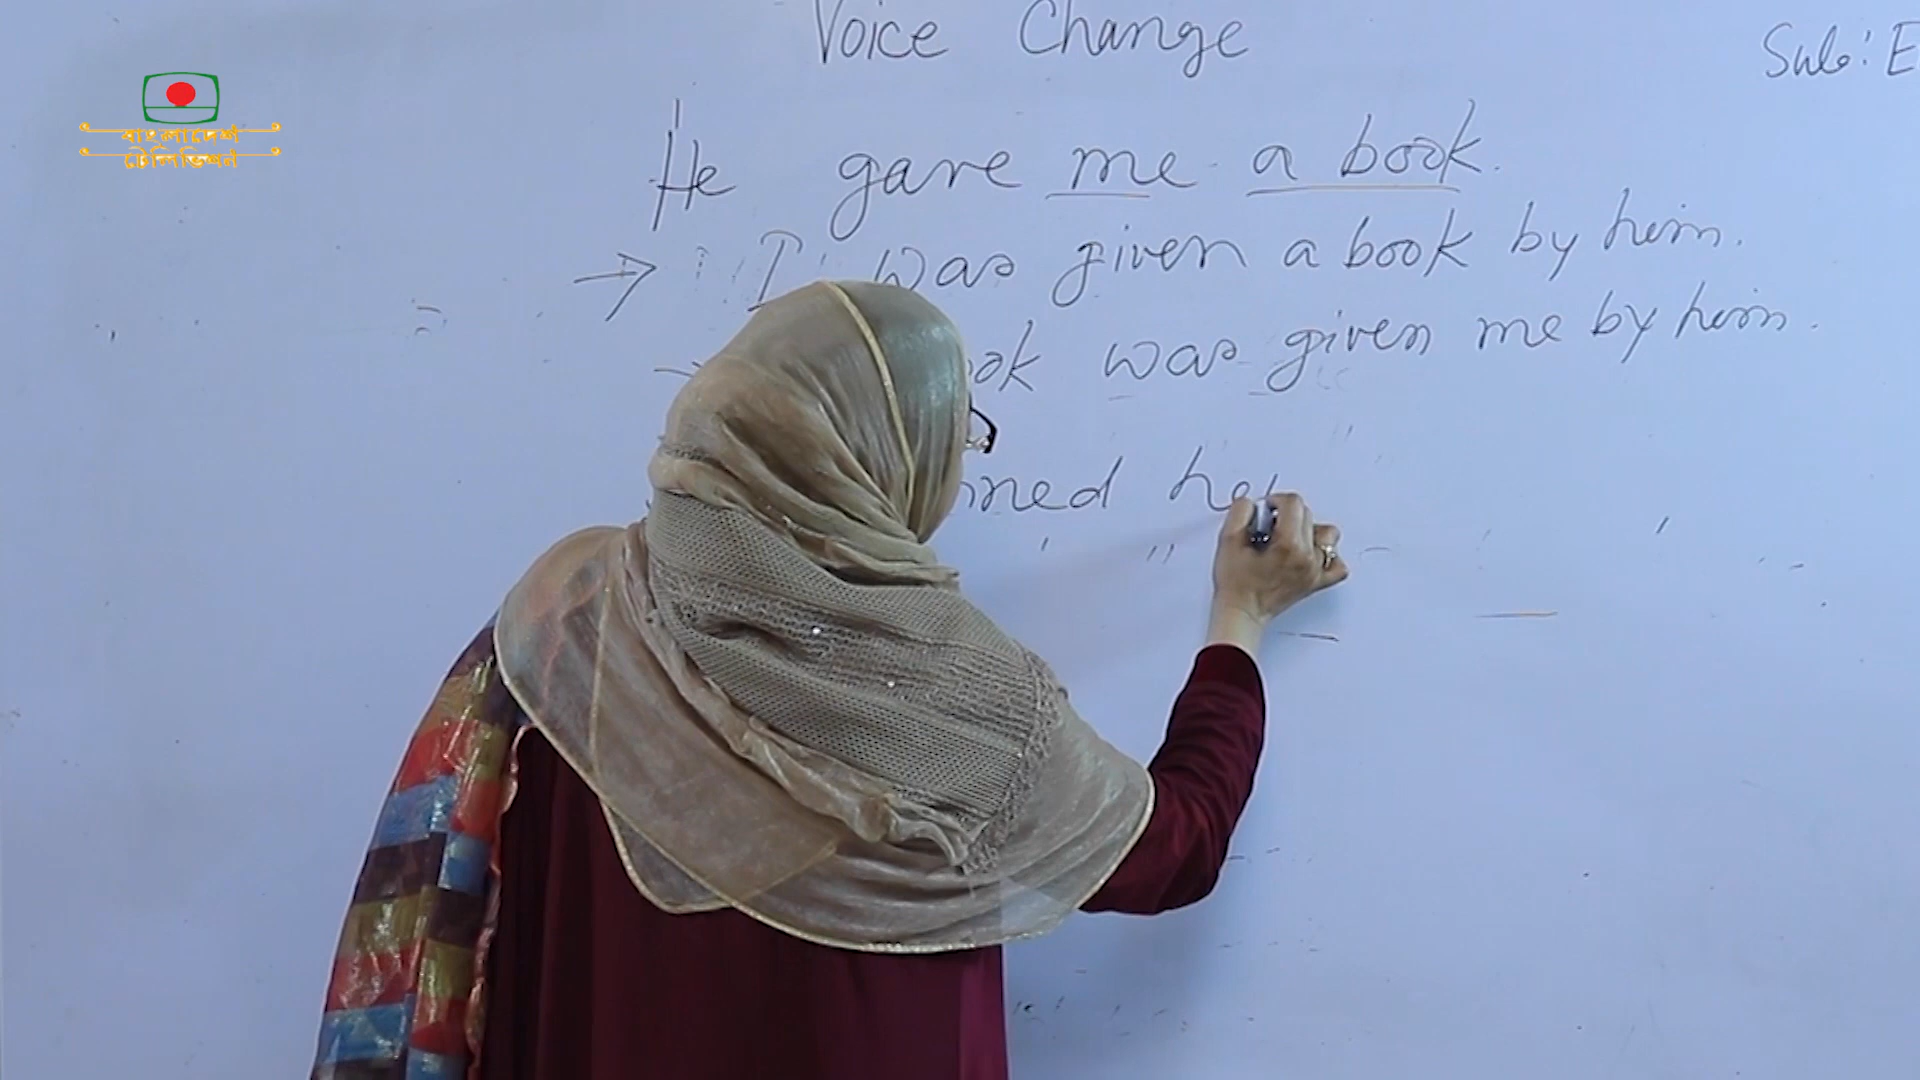 Voice Change
Sub: E
বাংলাদেশ
টেলিভিশন
He gave me a book.
→ I was given a book by him.
ok was given me by him.
ned he